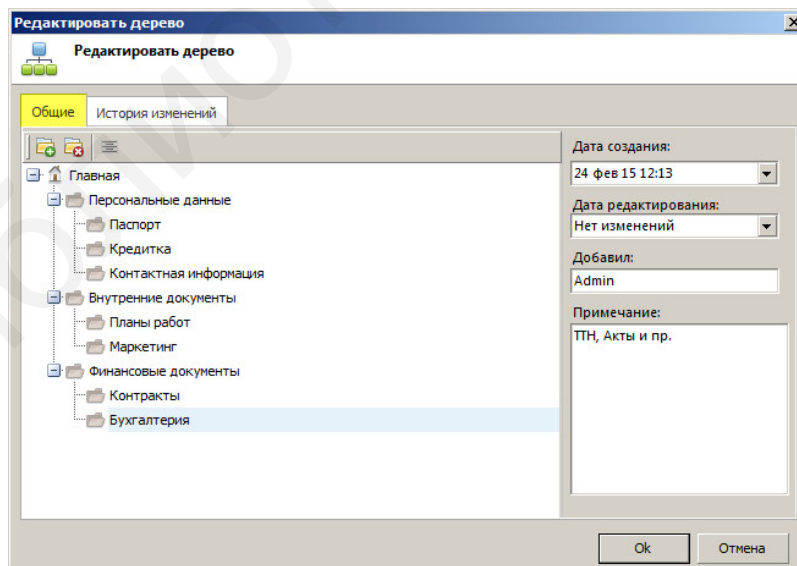 Редактировать дерево
Редактировать дерево
Общие
История изменений
Главная
Персональные данные
Паспорт
Кредитка
Контактная информация
Внутренние документы
Планы работ
Маркетинг
Финансовые документы
Контракты
Бухгалтерия
Дата создания:
24 фев 15 12:13
Дата редактирования:
Нет изменений
Добавил:
Admin
Примечание:
ТТН, Акты и пр.
Ok
Отмена